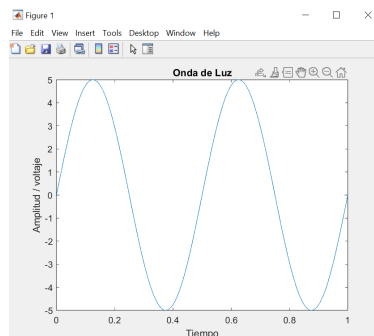 Figure 1
File Edit View Insert Tools Desktop Window Help
Onda de Luz
5
4
3
2
1
0
-1
-2
-3
-4
-5
Amplitud / voltaje
0 0.2 0.4 0.6 0.8 1
Tiempo